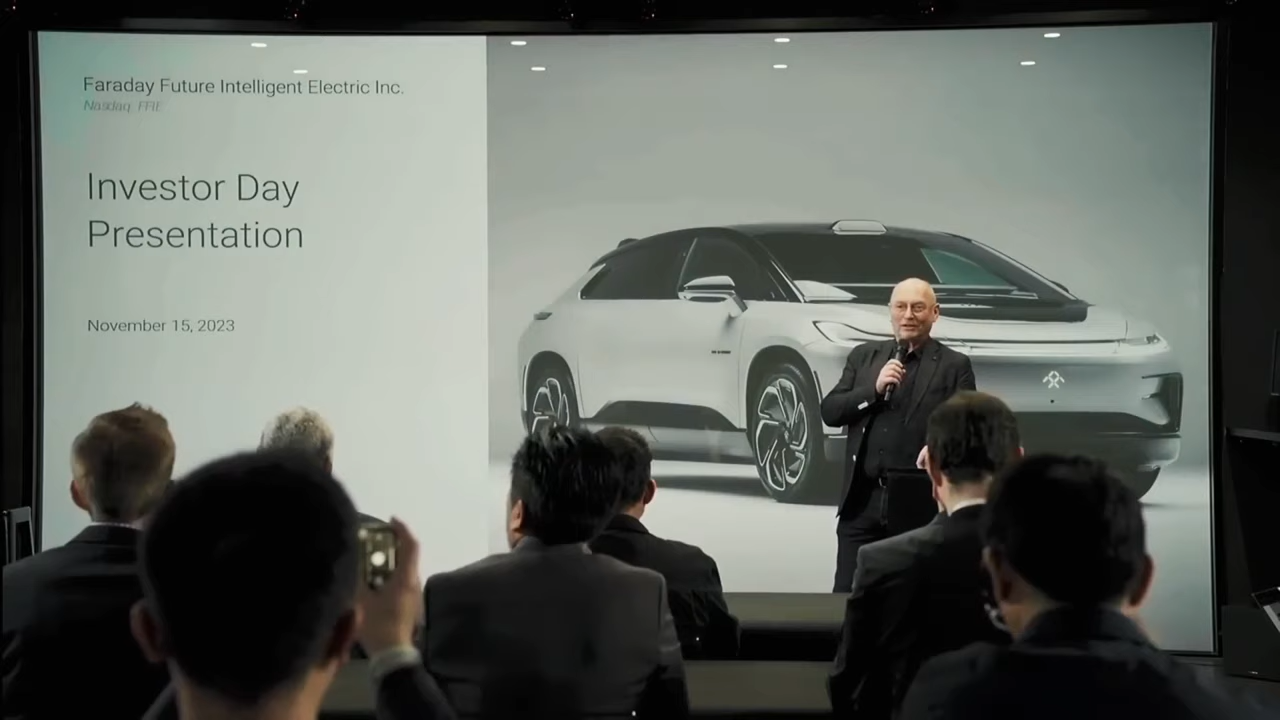 Faraday Future Intelligent Electric Inc.
Nasdaq: FFIE
Investor Day
Presentation
November 15, 2023